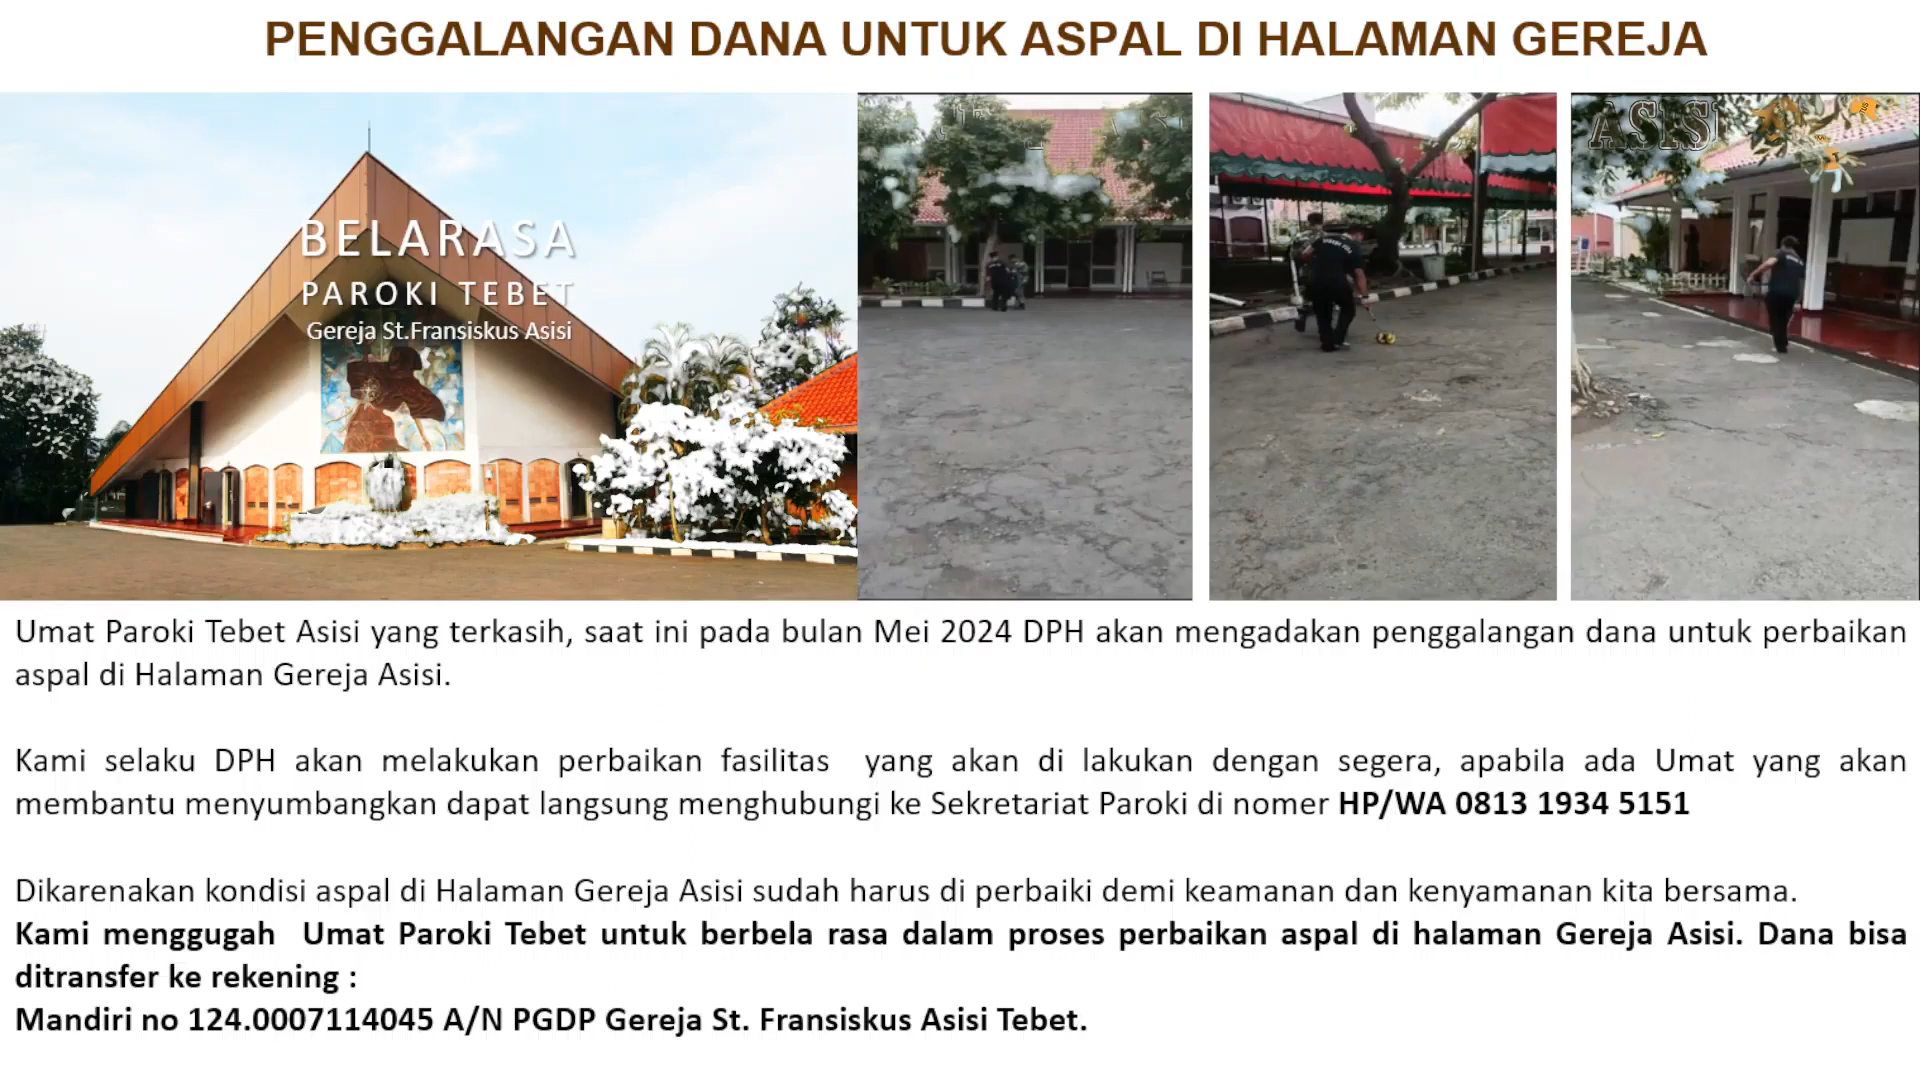 PENGGALANGAN DANA UNTUK ASPAL DI HALAMAN GEREJA
BELARASA
PAROKI TEBET
Gereja St.Fransiskus Asisi
ASISI
Umat Paroki Tebet Asisi yang terkasih, saat ini pada bulan Mei 2024 DPH akan mengadakan penggalangan dana untuk perbaikan
aspal di Halaman Gereja Asisi.
Kami selaku DPH akan melakukan perbaikan fasilitas yang akan di lakukan dengan segera, apabila ada Umat yang akan
membantu menyumbangkan dapat langsung menghubungi ke Sekretariat Paroki di nomer HP/WA 0813 1934 5151
Dikarenakan kondisi aspal di Halaman Gereja Asisi sudah harus di perbaiki demi keamanan dan kenyamanan kita bersama.
Kami menggugah Umat Paroki Tebet untuk berbela rasa dalam proses perbaikan aspal di halaman Gereja Asisi. Dana bisa
ditransfer ke rekening :
Mandiri no 124.0007114045 A/N PGDP Gereja St. Fransiskus Asisi Tebet.